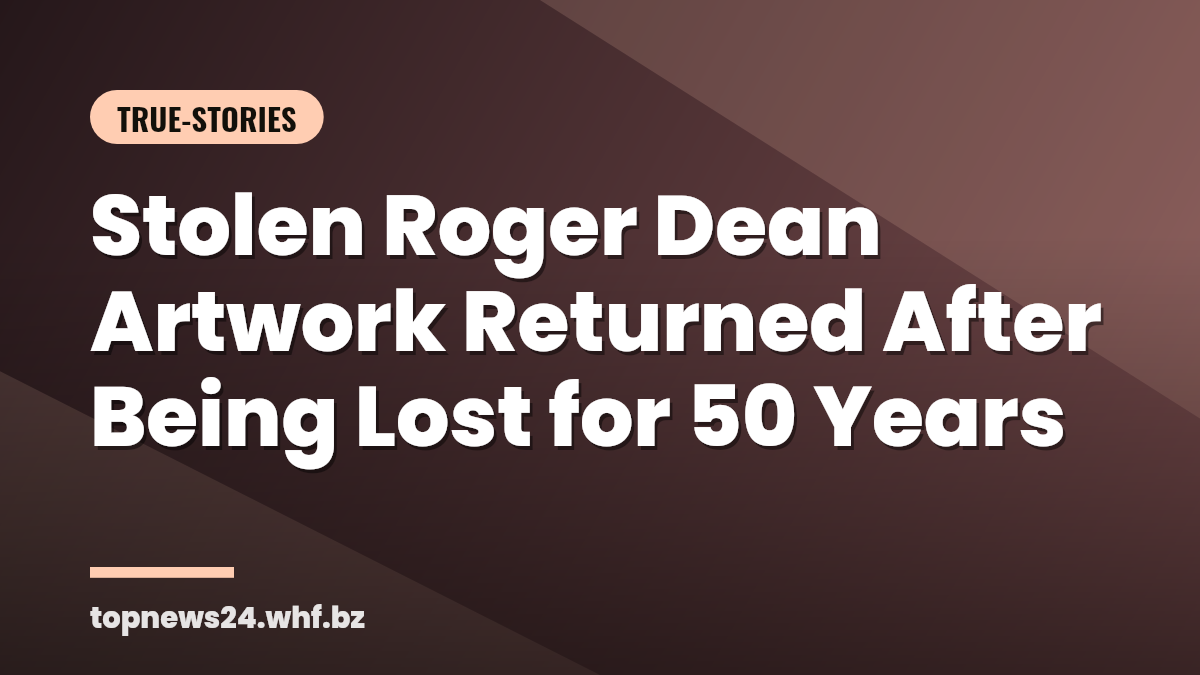 TRUE-STORIES
Stolen Roger Dean
Artwork Returned After
Being Lost for 50 Years
topnews24.whf.bz